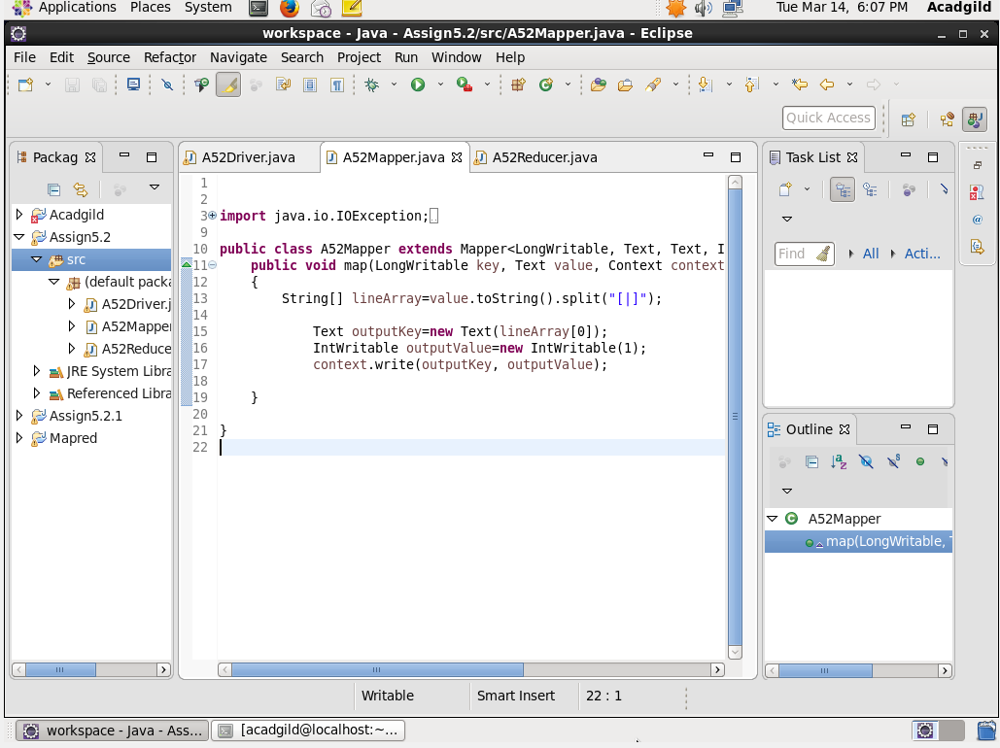 Applications Places System Tue Mar 14, 6:07 PM Acadgild
workspace - Java - Assign5.2/src/A52Mapper.java - Eclipse
File Edit Source Refactor Navigate Search Project Run Window Help
Quick Access
Packag
A52Driver.java A52Mapper.java A52Reducer.java
Task List
Acadgild
Assign5.2
src
(default packa
A52Driver.j
A52Mapper
A52Reduce
JRE System Libra
Referenced Libra
Assign5.2.1
Mapred
1
2
3 import java.io.IOException;
9
10 public class A52Mapper extends Mapper<LongWritable, Text, Text, I
11 public void map(LongWritable key, Text value, Context context
12 {
13 String[] lineArray=value.toString().split("[|]");
14
15 Text outputKey=new Text(lineArray[0]);
16 IntWritable outputValue=new IntWritable(1);
17 context.write(outputKey, outputValue);
18
19 }
20
21 }
22
Find All Acti...
Outline
A52Mapper
map(LongWritable, T
Writable Smart Insert 22 : 1
workspace - Java - Ass... [acadgild@localhost:~...